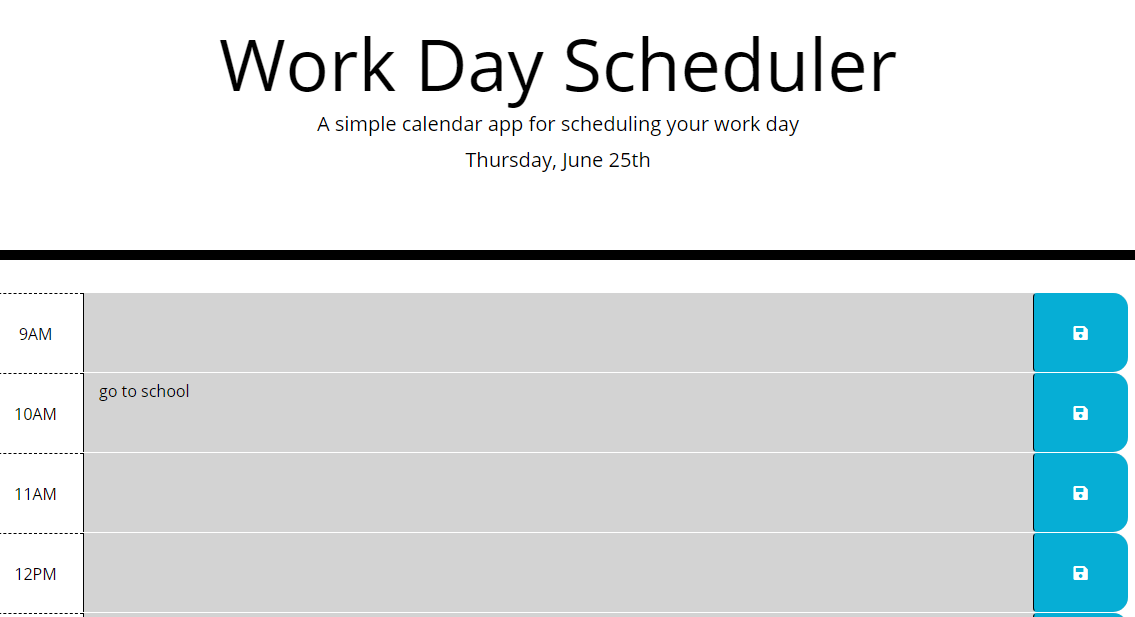 Work Day Scheduler
A simple calendar app for scheduling your work day
Thursday, June 25th
9AM
10AM
go to school
11AM
12PM